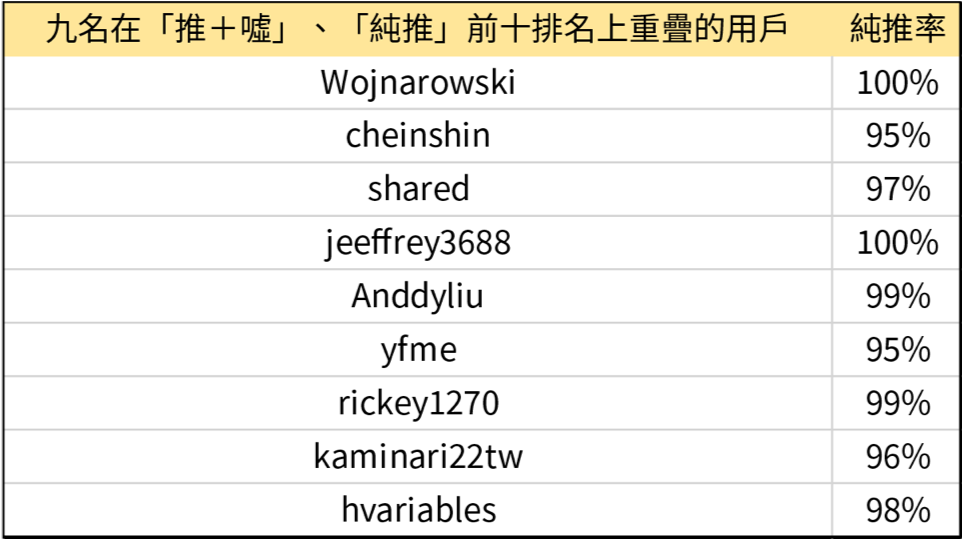 九名在「推＋噓」、「純推」前十排名上重疊的用戶 純推率
Wojnarowski 100%
cheinshin 95%
shared 97%
jeeffrey3688 100%
Anddyliu 99%
yfme 95%
rickey1270 99%
kaminari22tw 96%
hvariables 98%